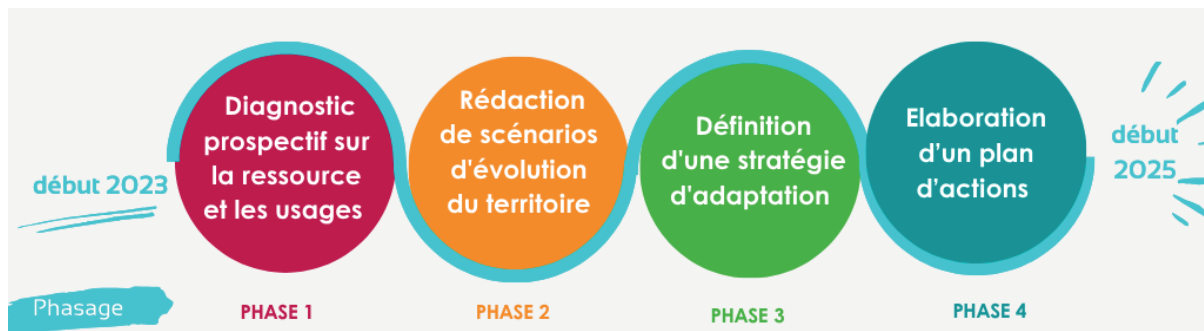 début 2023
Diagnostic
prospectif sur
la ressource
et les usages
Rédaction
de scénarios
d'évolution
du territoire
Définition
d'une stratégie
d'adaptation
Elaboration
d’un plan
d’actions
début
2025
Phasage
PHASE 1
PHASE 2
PHASE 3
PHASE 4